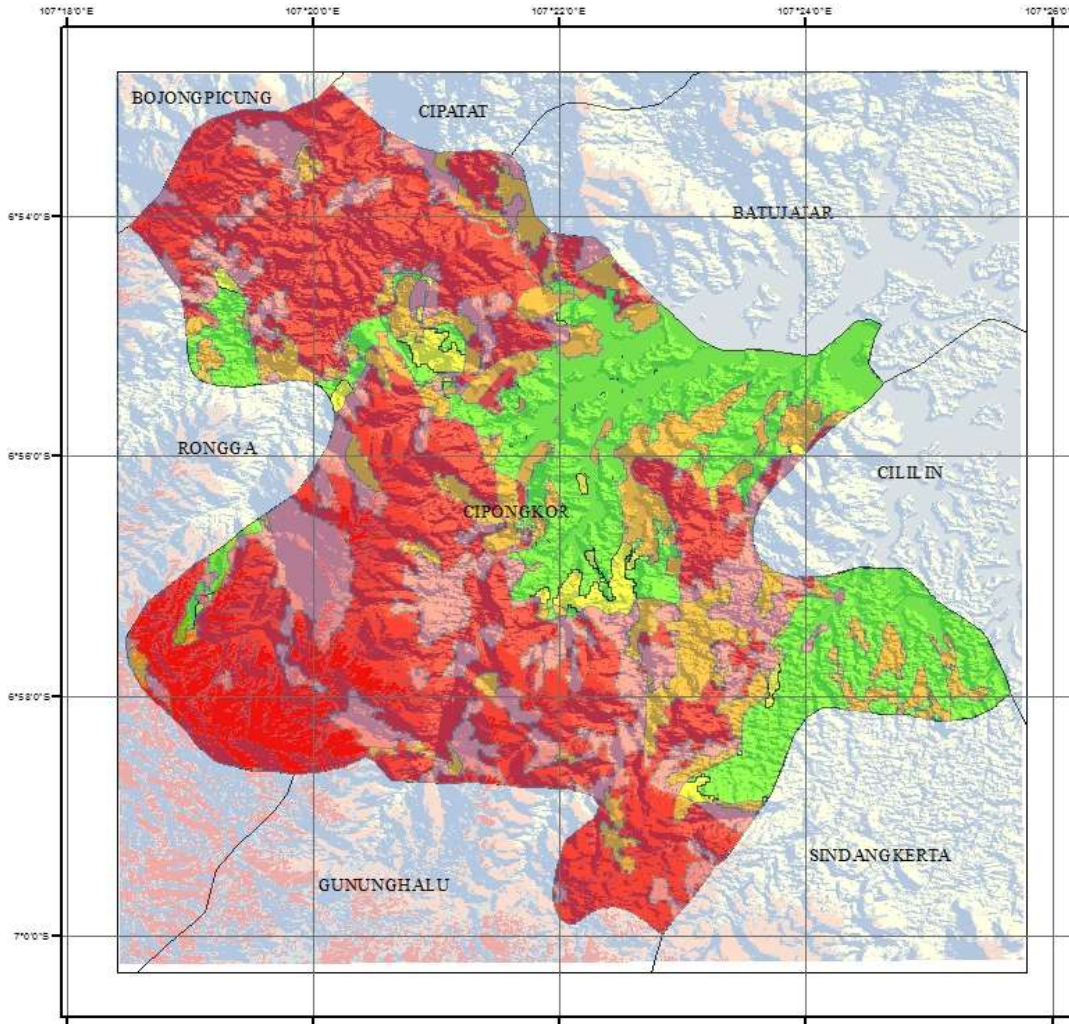 107°18'0"E 107°20'0"E 107°22'0"E 107°24'0"E 107°26'0
BOJONGPICUNG
CIPATAT
6°54'0"S
BATUJAJAR
RONGGA
6°56'0"S
CILILIN
CIPONGKOR
6°58'0"S
SINDANGKERTA
GUNUNGHALU
7°0'0"S